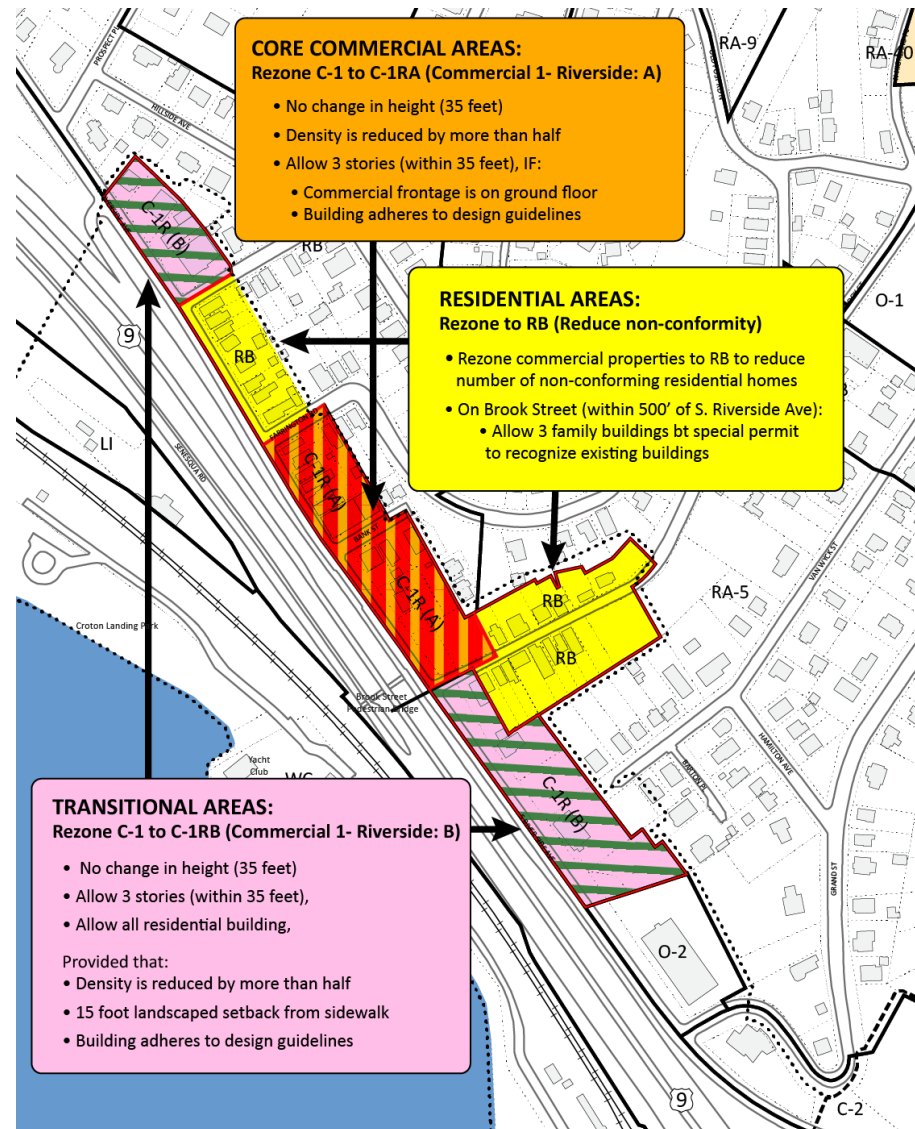 CORE COMMERCIAL AREAS:
Rezone C-1 to C-1RA (Commercial 1- Riverside: A)
• No change in height (35 feet)
• Density is reduced by more than half
• Allow 3 stories (within 35 feet), IF:
• Commercial frontage is on ground floor
• Building adheres to design guidelines
RESIDENTIAL AREAS:
Rezone to RB (Reduce non-conformity)
• Rezone commercial properties to RB to reduce
number of non-conforming residential homes
• On Brook Street (within 500’ of S. Riverside Ave):
• Allow 3 family buildings bt special permit
to recognize existing buildings
TRANSITIONAL AREAS:
Rezone C-1 to C-1RB (Commercial 1- Riverside: B)
• No change in height (35 feet)
• Allow 3 stories (within 35 feet),
• Allow all residential building,
Provided that:
• Density is reduced by more than half
• 15 foot landscaped setback from sidewalk
• Building adheres to design guidelines
PROSPECT PL
HILLSIDE AVE
RA-9
RA-40
C-1R (B)
RB
9
RB
O-1
LI
SENESQUA RD
C-1R (A)
BANK ST
C-1R (A)
RB
RB
RA-5
VAN WYCK ST
Croton Landing Park
Brook Street
Pedestrian Bridge
Yacht
Club
HAMILTON AVE
BARTON PL
C-1R (B)
GRAND ST
O-2
9
C-2